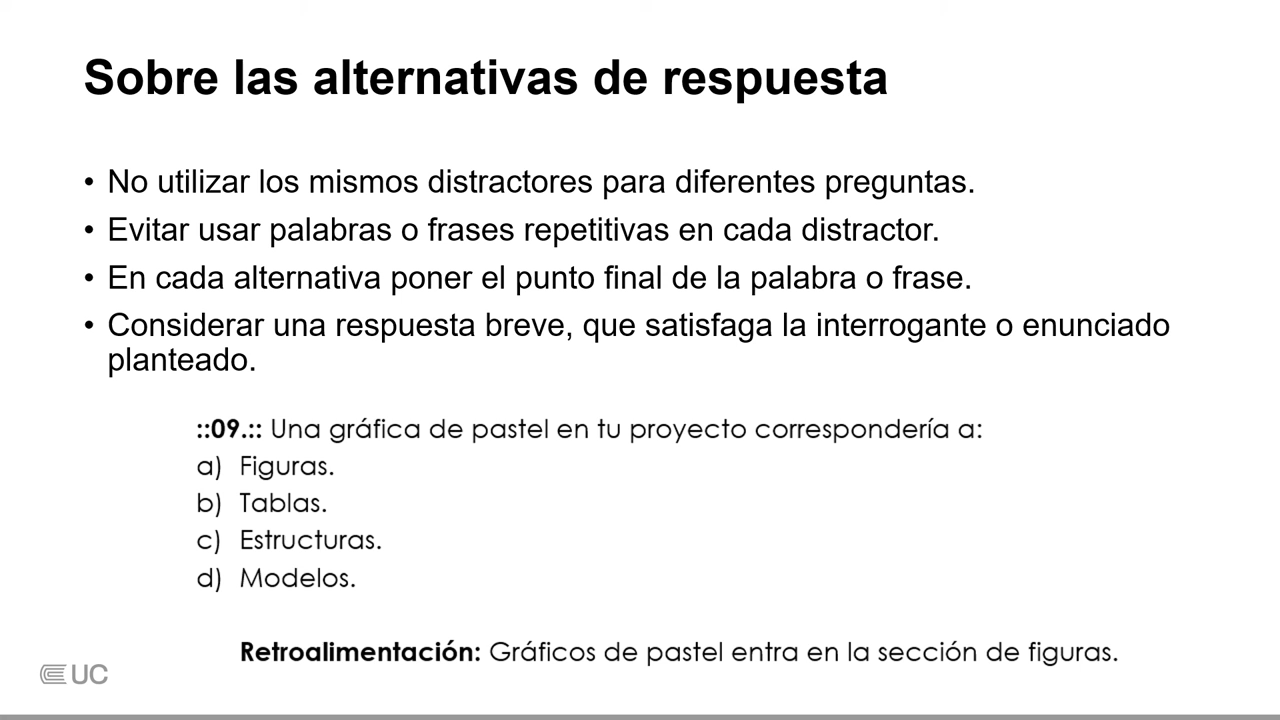 Sobre las alternativas de respuesta
• No utilizar los mismos distractores para diferentes preguntas.
• Evitar usar palabras o frases repetitivas en cada distractor.
• En cada alternativa poner el punto final de la palabra o frase.
• Considerar una respuesta breve, que satisfaga la interrogante o enunciado
planteado.
::09.:: Una gráfica de pastel en tu proyecto correspondería a:
a) Figuras.
b) Tablas.
c) Estructuras.
d) Modelos.
Retroalimentación: Gráficos de pastel entra en la sección de figuras.
UC